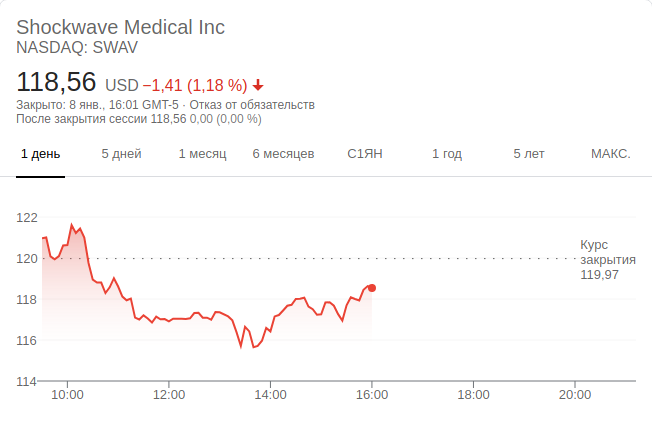 Shockwave Medical Inc
NASDAQ: SWAV
118,56 USD −1,41 (1,18 %)
Закрыто: 8 янв., 16:01 GMT-5 · Отказ от обязательств
После закрытия сессии 118,56 0,00 (0,00 %)
1 день 5 дней 1 месяц 6 месяцев С1ЯН 1 год 5 лет МАКС.
122
120
118
116
114
Курс
закрытия
119,97
10:00 12:00 14:00 16:00 18:00 20:00